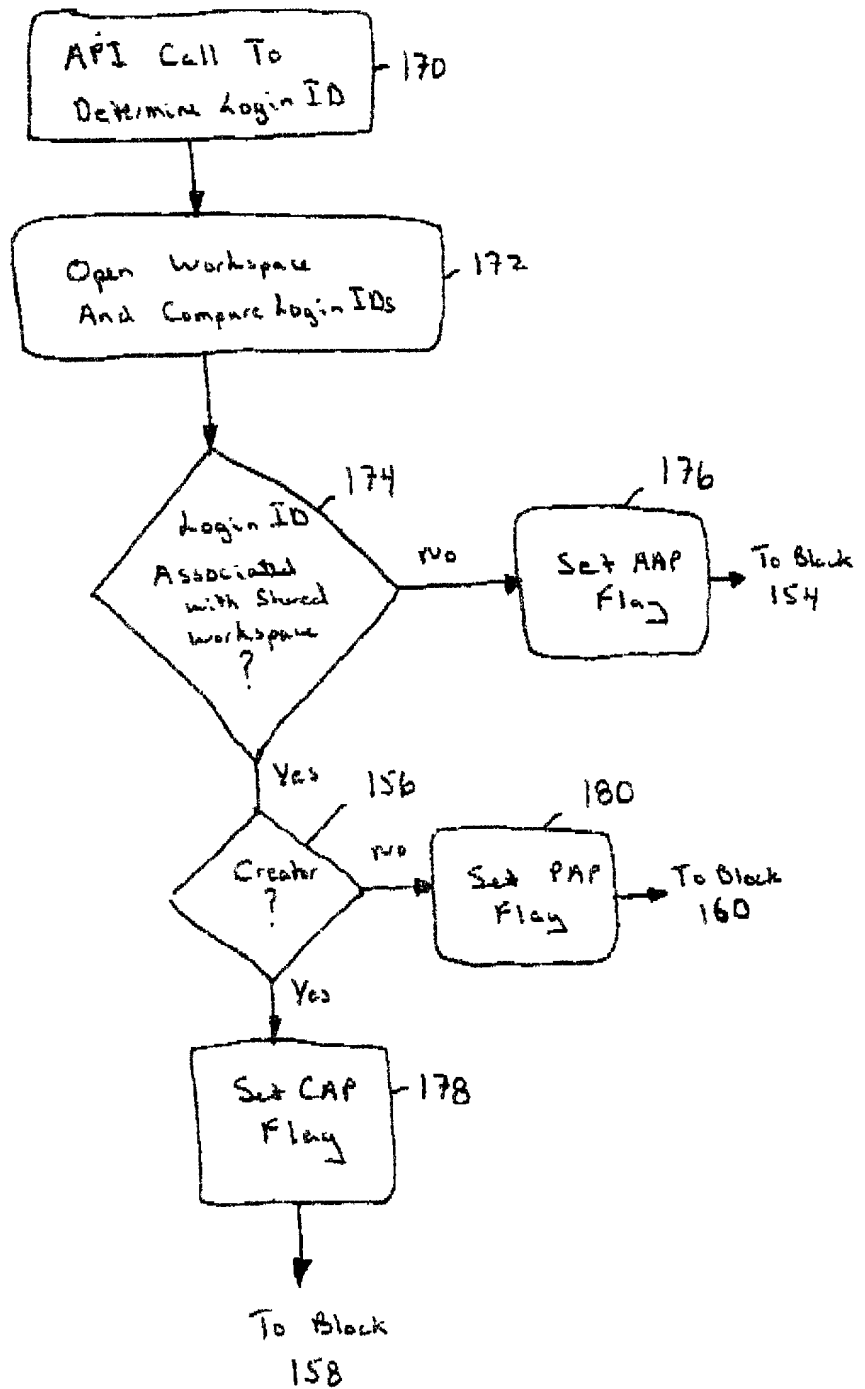 API Call To
Determine Login ID
170
Open Workspace
And Compare Login IDs
172
174
Login ID
Associated
with Shared
Workspace
?
No
176
Set AAP
Flag
To Block
154
Yes
156
Creator
?
No
180
Set PAP
Flag
To Block
160
Yes
Set CAP
Flag
178
To Block
158